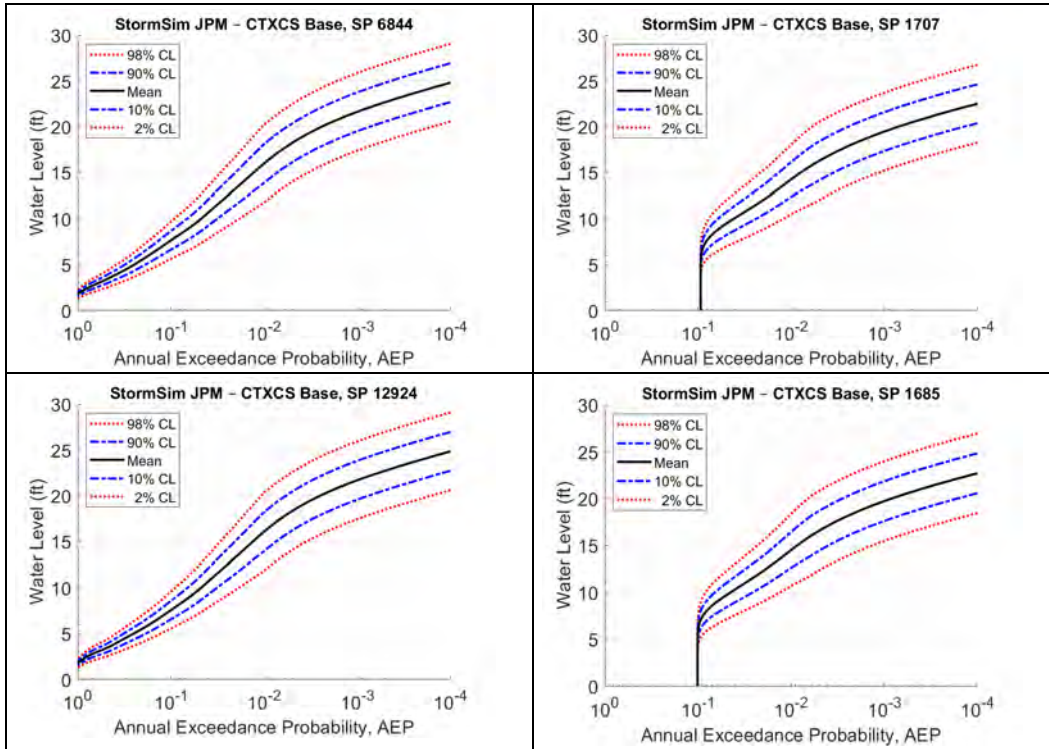 StormSim JPM – CTXCS Base, SP 6844
30
25
20
15
10
5
0
98% CL
90% CL
Mean
10% CL
2% CL
Water Level (ft)
10^0 10^-1 10^-2 10^-3 10^-4
Annual Exceedance Probability, AEP
StormSim JPM – CTXCS Base, SP 1707
30
25
20
15
10
5
0
98% CL
90% CL
Mean
10% CL
2% CL
Water Level (ft)
10^0 10^-1 10^-2 10^-3 10^-4
Annual Exceedance Probability, AEP
StormSim JPM – CTXCS Base, SP 12924
30
25
20
15
10
5
0
98% CL
90% CL
Mean
10% CL
2% CL
Water Level (ft)
10^0 10^-1 10^-2 10^-3 10^-4
Annual Exceedance Probability, AEP
StormSim JPM – CTXCS Base, SP 1685
30
25
20
15
10
5
0
98% CL
90% CL
Mean
10% CL
2% CL
Water Level (ft)
10^0 10^-1 10^-2 10^-3 10^-4
Annual Exceedance Probability, AEP